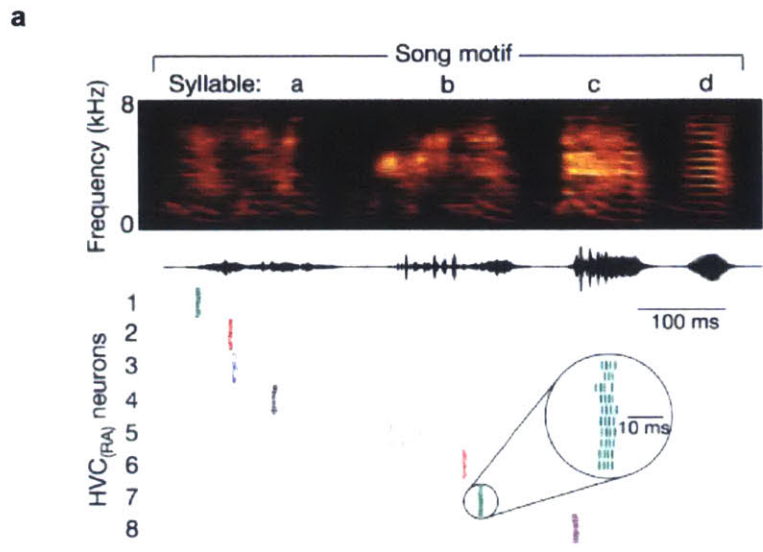 a
Song motif
Syllable: a b c d
Frequency (kHz)
8
0
100 ms
HVC(RA) neurons
1
2
3
4
5
6
7
8
10 ms